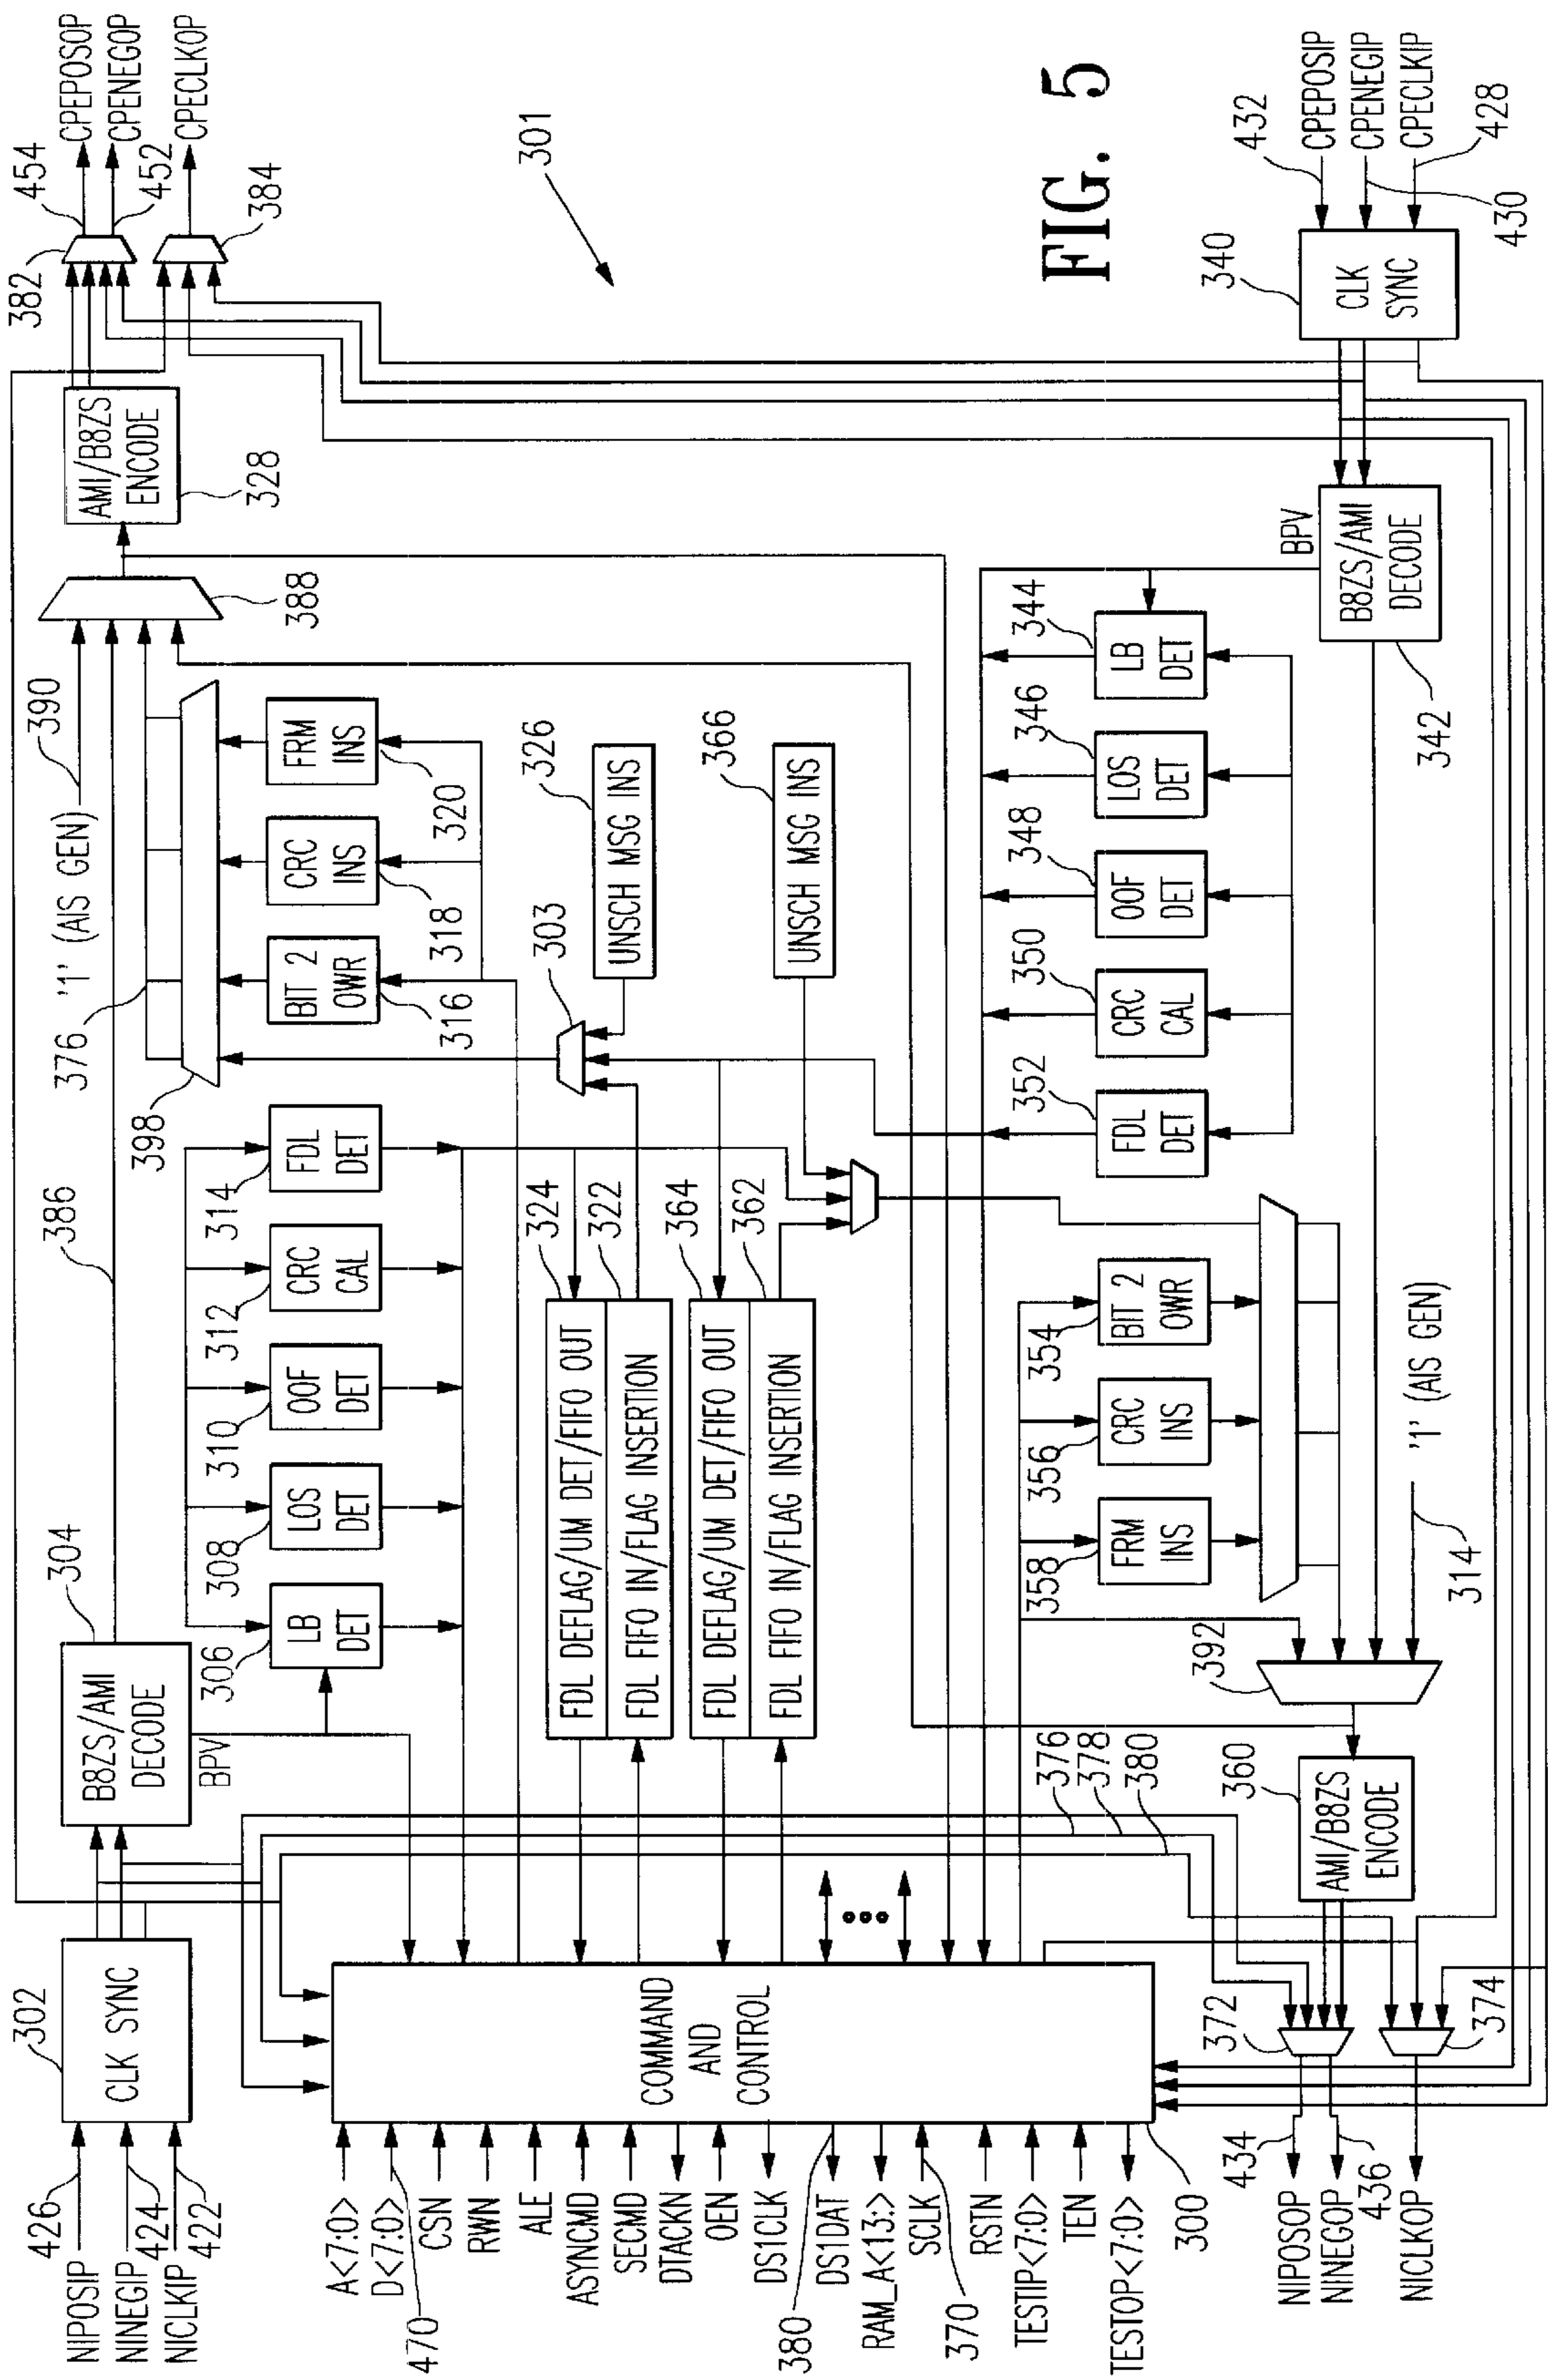 FIG. 5
301
426
NIPOSIP
NINEGIP
424
NICLKIP
422
302
CLK SYNC
304
B8ZS/AMI
DECODE
BPV
386
376
'1' (AIS GEN)
390
388
AMI/B8ZS
ENCODE
328
382
454
CPEPOSOP
CPENEGOP
452
CPECLKOP
384
306
LB
DET
308
LOS
DET
310
OOF
DET
312
CRC
CAL
314
FDL
DET
398
BIT 2
OWR
316
CRC
INS
318
FRM
INS
320
303
UNSCH MSG INS
326
UNSCH MSG INS
366
FDL DEFLAG/UM DET/FIFO OUT
324
FDL FIFO IN/FLAG INSERTION
322
FDL DEFLAG/UM DET/FIFO OUT
364
FDL FIFO IN/FLAG INSERTION
362
COMMAND
AND
CONTROL
300
A<7:0>
D<7:0>
470
CSN
RWN
ALE
ASYNCMD
SECMD
DTACKN
OEN
DS1CLK
DS1DAT
380
RAM_A<13:>
SCLK
370
RSTN
TESTIP<7:0>
TEN
TESTOP<7:0>
376
378
380
358
FRM
INS
356
CRC
INS
354
BIT 2
OWR
352
FDL
DET
350
CRC
CAL
348
OOF
DET
346
LOS
DET
344
LB
DET
BPV
B8ZS/AMI
DECODE
342
340
CLK
SYNC
432
CPEPOSIP
CPENEGIP
CPECLKIP
430
428
'1' (AIS GEN)
314
392
360
AMI/B8ZS
ENCODE
372
374
434
NIPOSOP
NINEGOP
436
NICLKOP